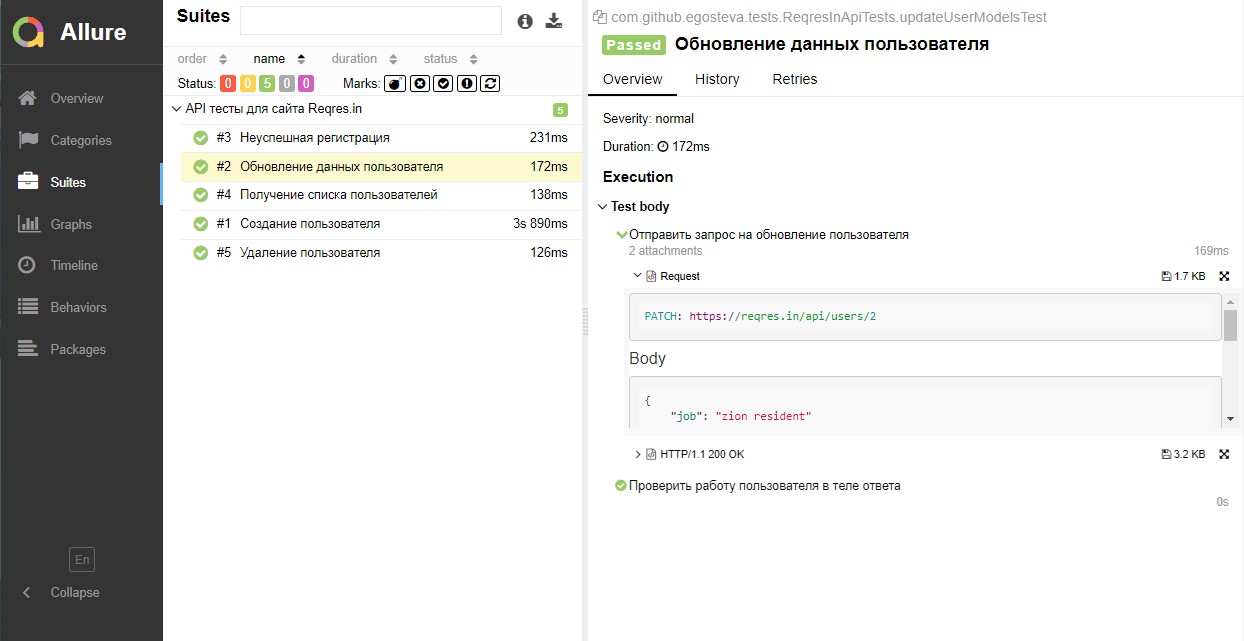 Allure
Overview
Categories
Suites
Graphs
Timeline
Behaviors
Packages
En
Collapse
Suites
order name duration status
Status: 0 0 5 0 0 Marks:
API тесты для сайта Reqres.in 5
#3 Неуспешная регистрация 231ms
#2 Обновление данных пользователя 172ms
#4 Получение списка пользователей 138ms
#1 Создание пользователя 3s 890ms
#5 Удаление пользователя 126ms
com.github.egosteva.tests.ReqresInApiTests.updateUserModelsTest
Passed Обновление данных пользователя
Overview History Retries
Severity: normal
Duration: 172ms
Execution
Test body
Отправить запрос на обновление пользователя
2 attachments 169ms
Request 1.7 KB
PATCH: https://reqres.in/api/users/2
Body
{
"job": "zion resident"
HTTP/1.1 200 OK 3.2 KB
Проверить работу пользователя в теле ответа
0s